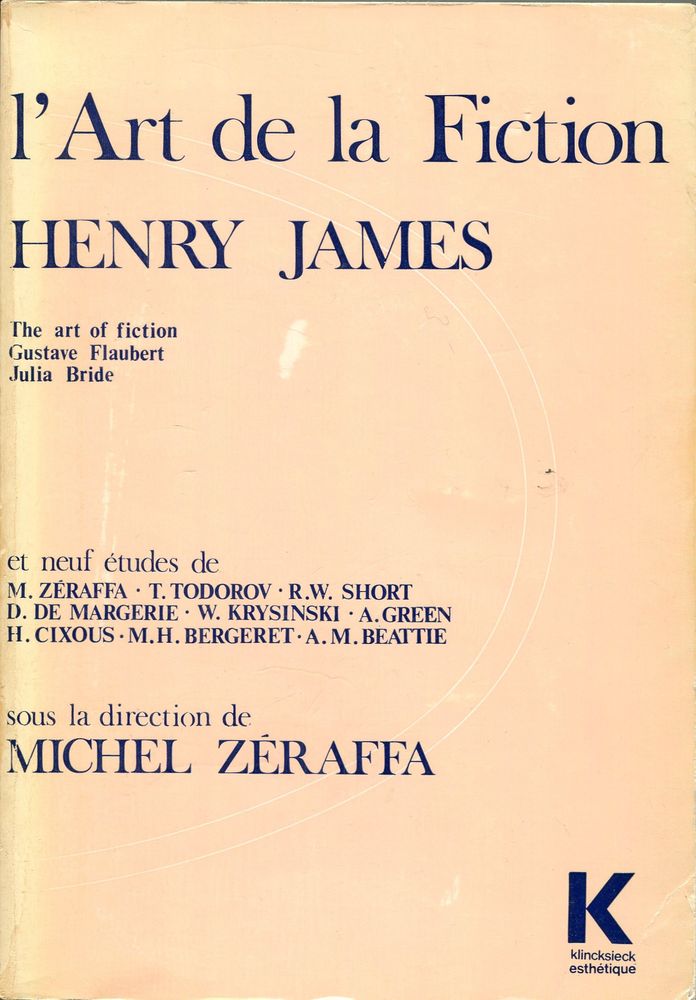 l'Art de la Fiction
HENRY JAMES
The art of fiction
Gustave Flaubert
Julia Bride
et neuf études de
M. ZÉRAFFA · T. TODOROV · R.W. SHORT
D. DE MARGERIE · W. KRYSINSKI · A. GREEN
H. CIXOUS · M.H. BERGERET · A. M. BEATTIE
sous la direction de
MICHEL ZÉRAFFA
K
klincksieck
esthétique